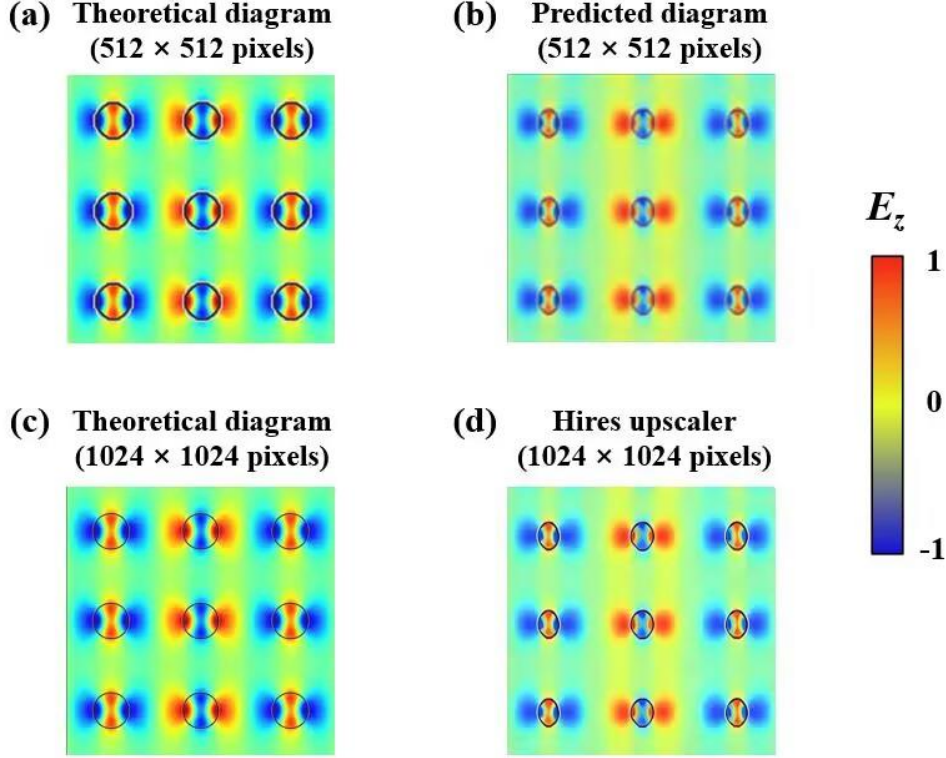 (a) Theoretical diagram
(512 × 512 pixels)
(b) Predicted diagram
(512 × 512 pixels)
(c) Theoretical diagram
(1024 × 1024 pixels)
(d) Hires upscaler
(1024 × 1024 pixels)
E_z
1
0
-1